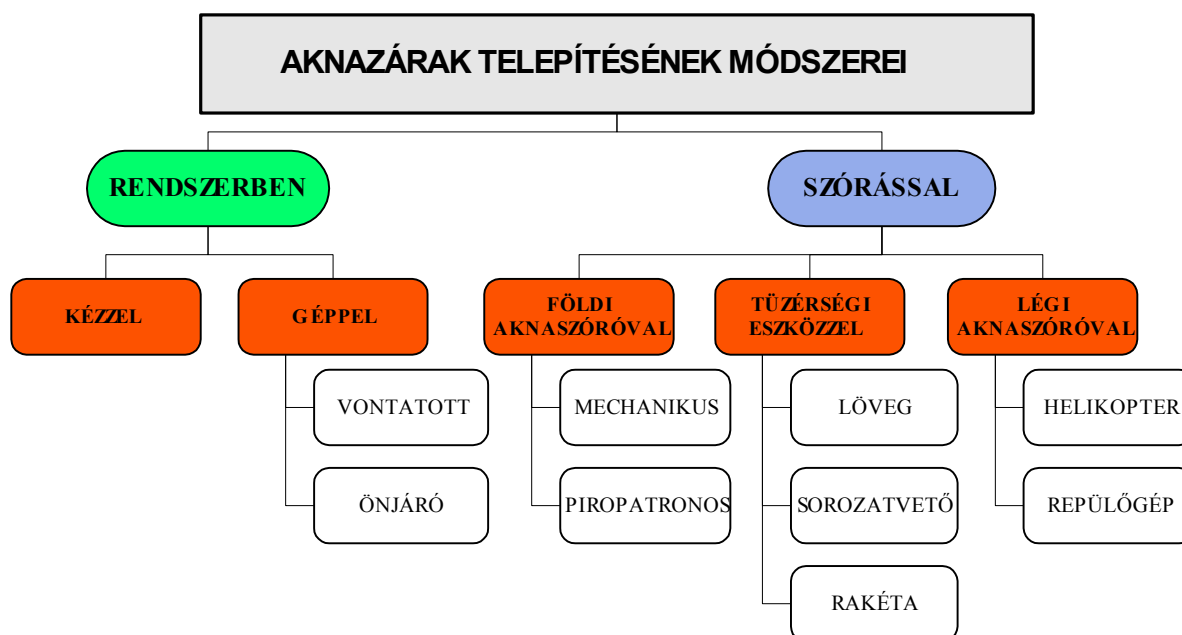 AKNAZÁRAK TELEPÍTÉSÉNEK MÓDSZEREI
RENDSZERBEN
SZÓRÁSSAL
KÉZZEL
GÉPPEL
FÖLDI
AKNASZÓRÓVAL
TÜZÉRSÉGI
ESZKÖZZEL
LÉGI
AKNASZÓRÓVAL
VONTATOTT
MECHANIKUS
LÖVEG
HELIKOPTER
ÖNJÁRÓ
PIROPATRONOS
SOROZATVETŐ
REPÜLŐGÉP
RAKÉTA